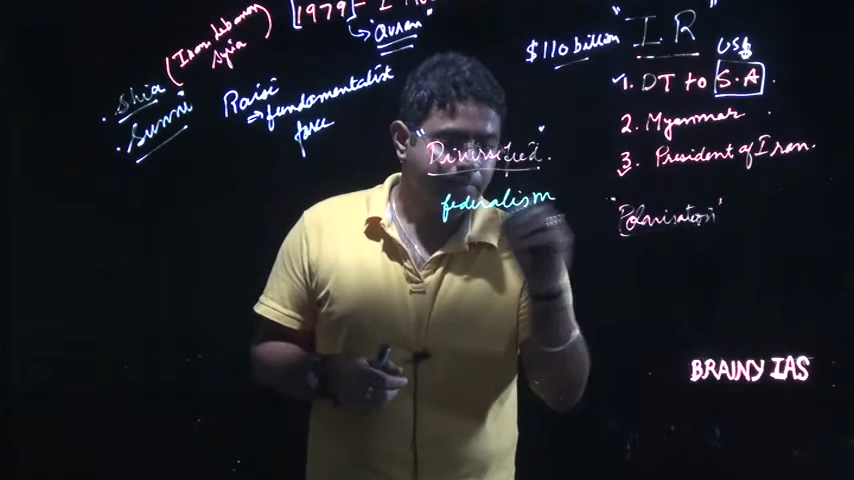 (Iran Lebanon
Syria
[1979]-
"Quran"
. Shia
. Sunni
Raisi
⇒ fundamentalist
force
"Diversified".
federalism
$110 billion
"I.R"
US$
1. DT to S.A.
2. Myanmar
3. President of Iran.
"Polarisation"
BRAINY IAS